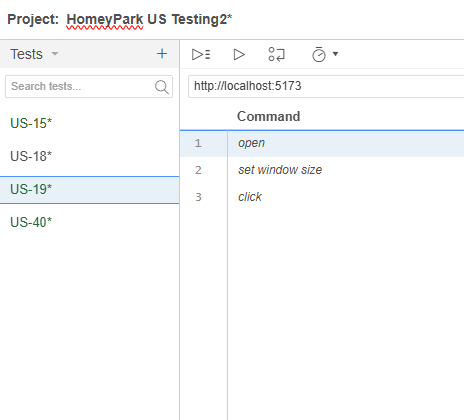 Project: HomeyPark US Testing2*
Tests
Search tests...
US-15*
US-18*
US-19*
US-40*
http://localhost:5173
Command
1 open
2 set window size
3 click